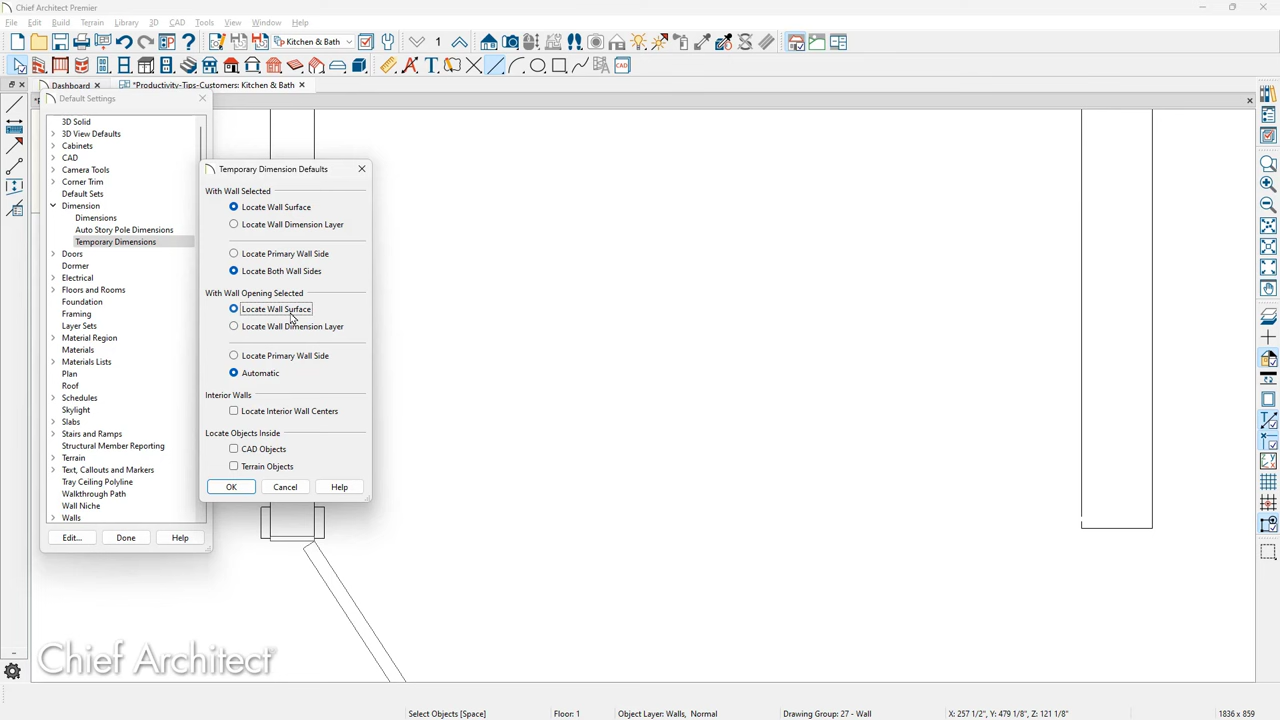 Chief Architect Premier
File Edit Build Terrain Library 3D CAD Tools View Window Help
Kitchen & Bath 1
Dashboard *Productivity-Tips-Customers: Kitchen & Bath
Default Settings
3D Solid
3D View Defaults
Cabinets
CAD
Camera Tools
Corner Trim
Default Sets
Dimension
Dimensions
Auto Story Pole Dimensions
Temporary Dimensions
Doors
Dormer
Electrical
Floors and Rooms
Foundation
Framing
Layer Sets
Material Region
Materials
Materials Lists
Plan
Roof
Schedules
Skylight
Slabs
Stairs and Ramps
Structural Member Reporting
Terrain
Text, Callouts and Markers
Tray Ceiling Polyline
Walkthrough Path
Wall Niche
Walls
Edit... Done Help
Temporary Dimension Defaults
With Wall Selected
Locate Wall Surface
Locate Wall Dimension Layer
Locate Primary Wall Side
Locate Both Wall Sides
With Wall Opening Selected
Locate Wall Surface
Locate Wall Dimension Layer
Locate Primary Wall Side
Automatic
Interior Walls
Locate Interior Wall Centers
Locate Objects Inside
CAD Objects
Terrain Objects
OK Cancel Help
Chief Architect
Select Objects [Space] Floor: 1 Object Layer: Walls, Normal Drawing Group: 27 - Wall X: 257 1/2", Y: 479 1/8", Z: 121 1/8" 1836 x 859